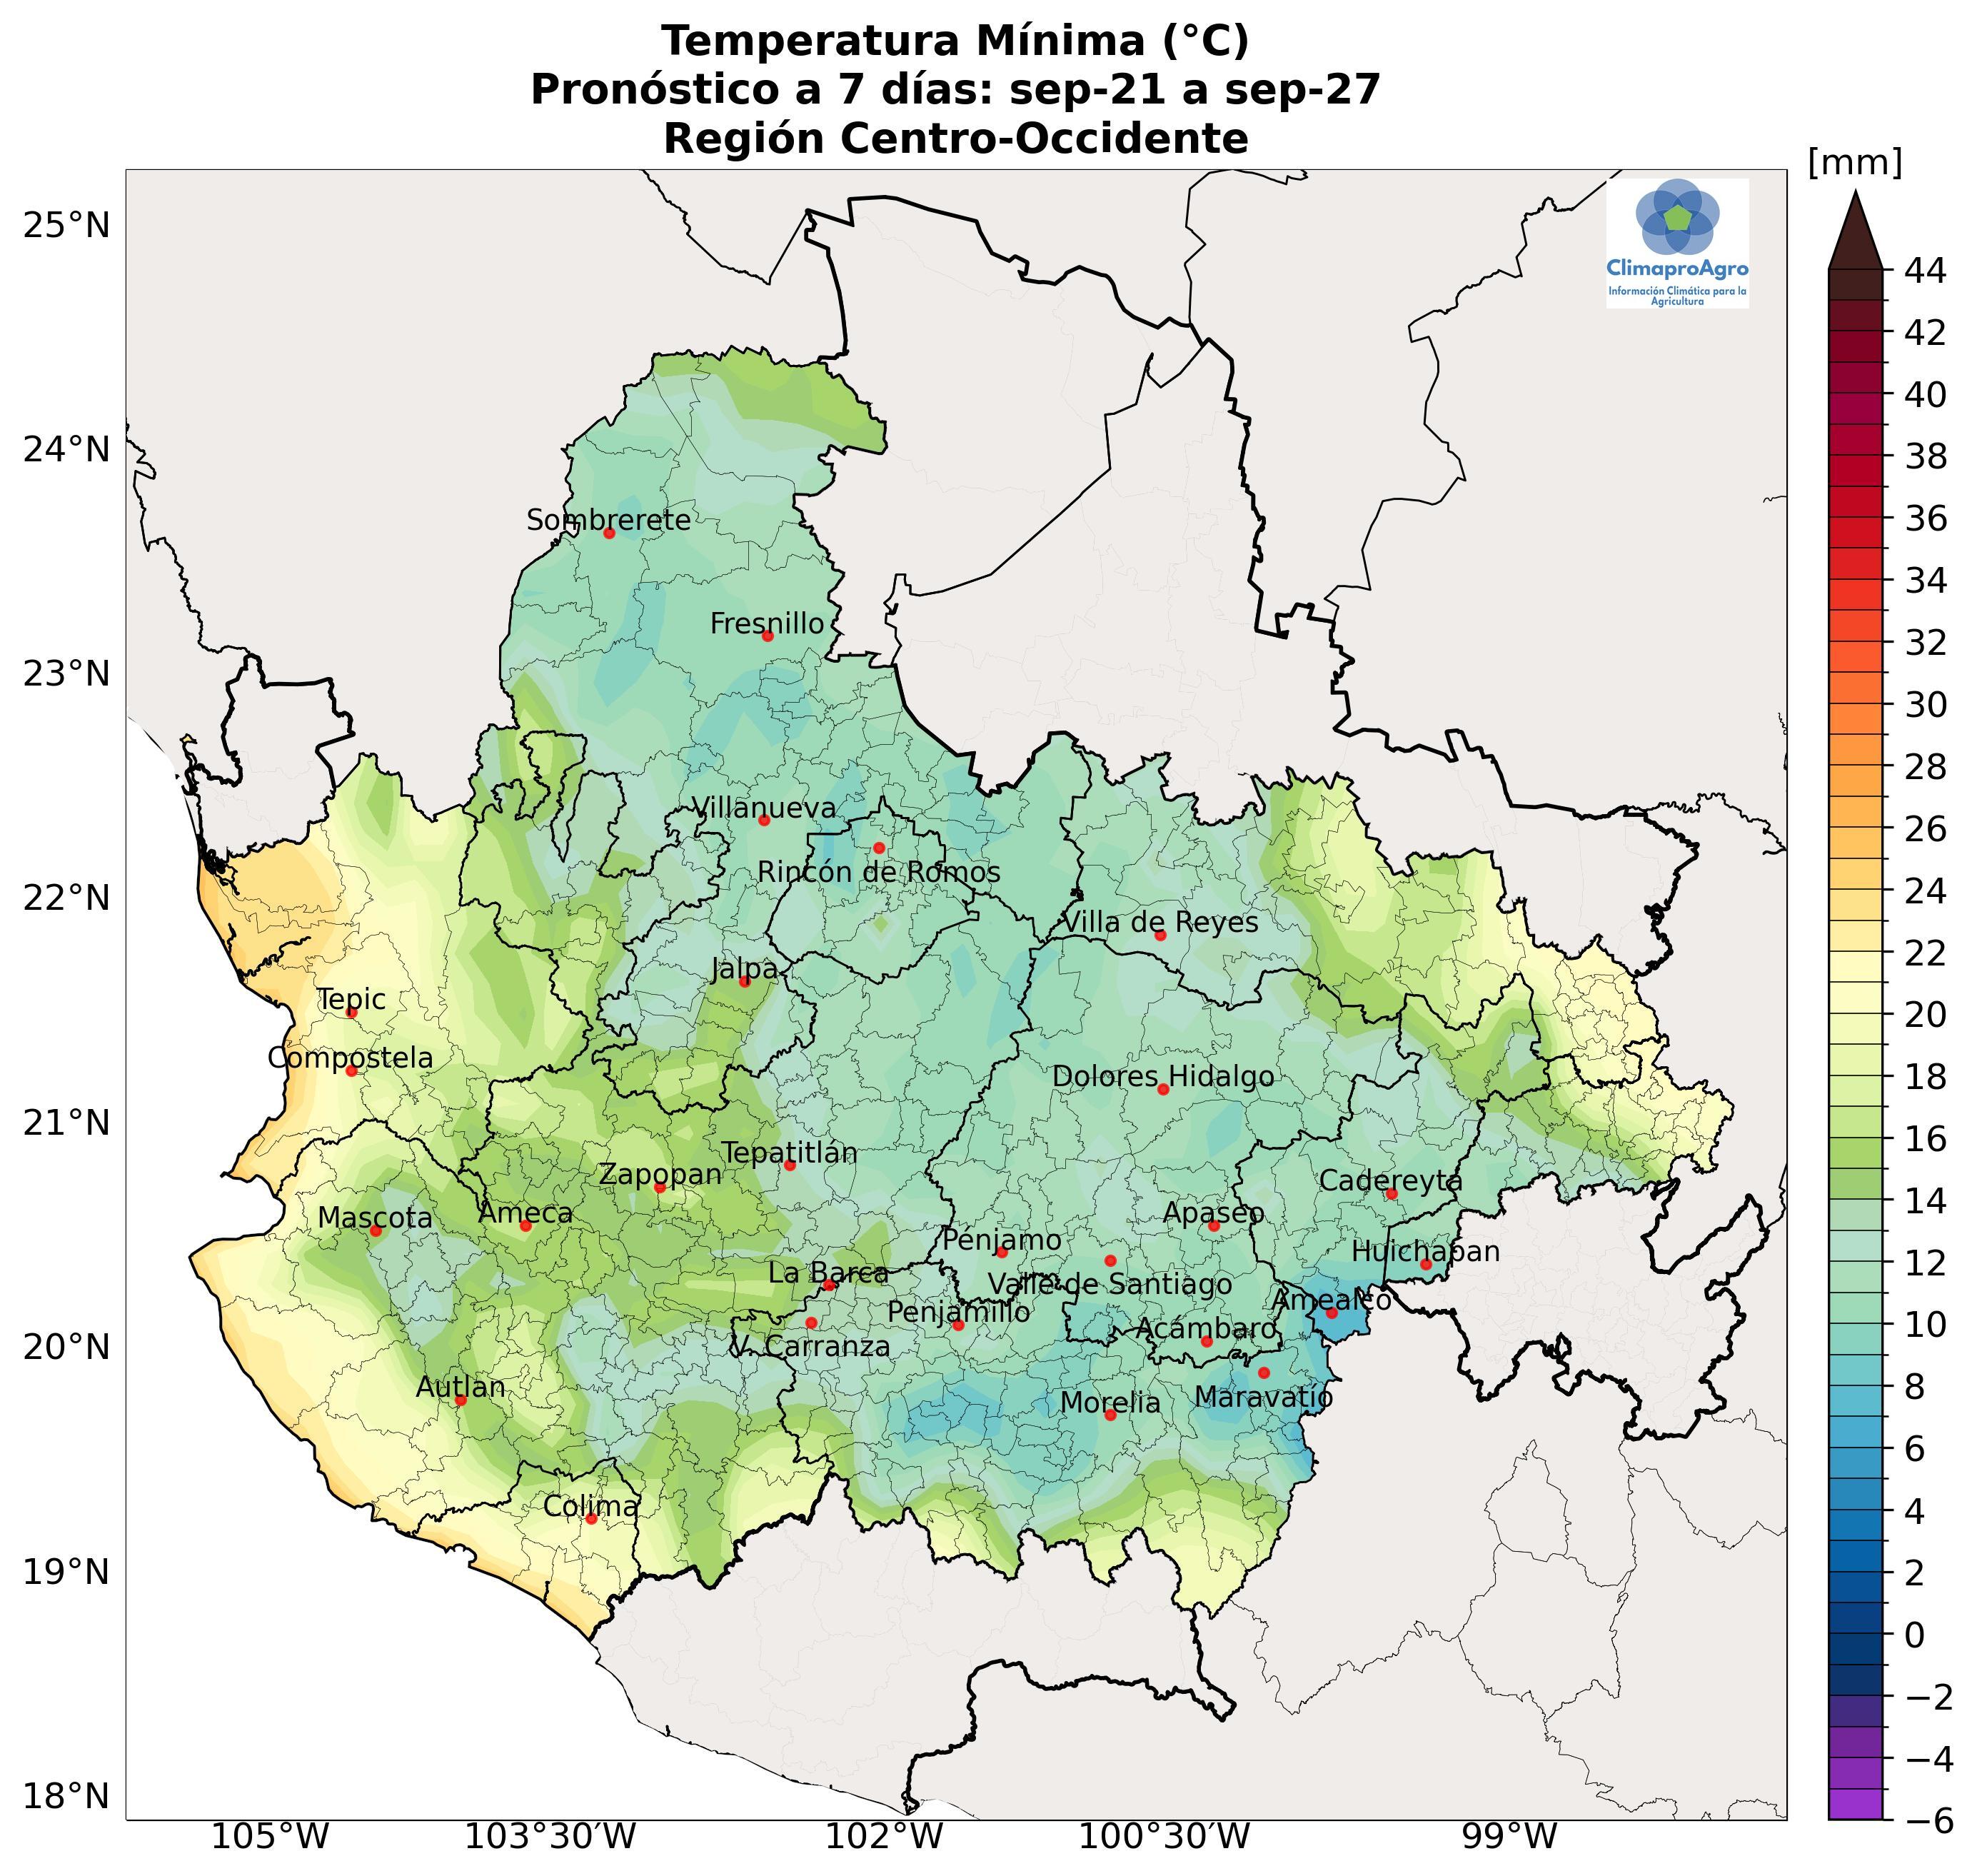 Temperatura Mínima (°C)
Pronóstico a 7 días: sep-21 a sep-27
Región Centro-Occidente
[mm]
ClimaproAgro
Información Climática para la
Agricultura
25°N
24°N
23°N
22°N
21°N
20°N
19°N
18°N
Sombrerete
Fresnillo
Villanueva
Rincón de Romos
Villa de Reyes
Jalpa
Tepic
Compostela
Dolores Hidalgo
Tepatitlán
Zapopan
Cadereyta
Mascota
Ameca
Apaseo
Pénjamo
Huichapan
La Barca
Valle de Santiago
Amealco
Penjamillo
Acámbaro
V. Carranza
Autlan
Morelia
Maravatío
Colima
105°W
103°30′W
102°W
100°30′W
99°W
44
42
40
38
36
34
32
30
28
26
24
22
20
18
16
14
12
10
8
6
4
2
0
−2
−4
−6